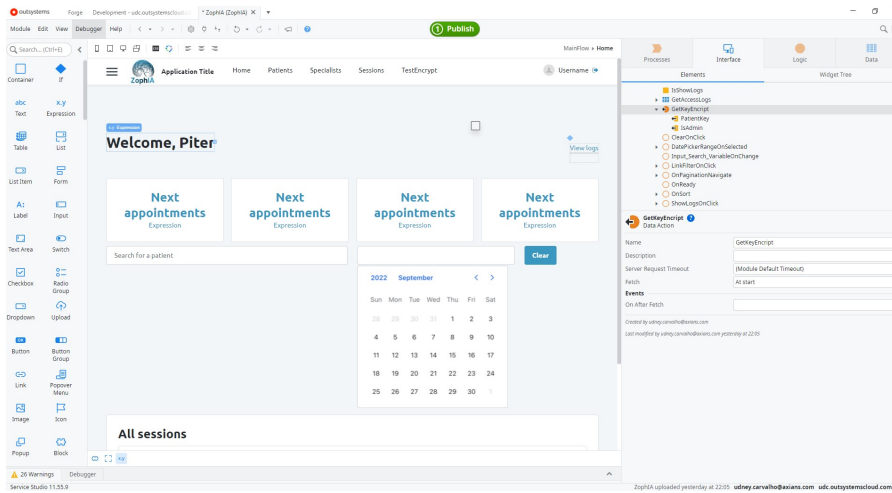 outsystems Forge Development - udc.outsystemscloud.c * ZophIA (ZophIA) X
Module Edit View Debugger Help
1 Publish
Search... (Ctrl+E)
MainFlow Home
Processes Interface Logic Data
Elements Widget Tree
Container If
abc Text x.y Expression
Table List
List Item Form
A: Label Input
Text Area Switch
Checkbox Radio Group
Dropdown Upload
OK Button Button Group
Link Popover Menu
Image Icon
Popup Block
ZophIA Application Title Home Patients Specialists Sessions TestEncrypt Username
x.y Expression
Welcome, Piter
View logs
Next appointments Next appointments Next appointments Next appointments
Expression Expression Expression Expression
Search for a patient Clear
2022 September < >
Sun Mon Tue Wed Thu Fri Sat
28 29 30 31 1 2 3
4 5 6 7 8 9 10
11 12 13 14 15 16 17
18 19 20 21 22 23 24
25 26 27 28 29 30 1
All sessions
IsShowLogs
GetAccessLogs
GetKeyEncript
PatientKey
IsAdmin
ClearOnClick
DatePickerRangeOnSelected
Input_Search_VariableOnChange
LinkFilterOnClick
OnPaginationNavigate
OnReady
OnSort
ShowLogsOnClick
GetKeyEncript ?
Data Action
Name GetKeyEncript
Description
Server Request Timeout (Module Default Timeout)
Fetch At start
Events
On After Fetch
Created by udney.carvalho@axians.com
Last modified by udney.carvalho@axians.com yesterday at 22:05
26 Warnings Debugger
Service Studio 11.55.9 ZophIA uploaded yesterday at 22:05 udney.carvalho@axians.com udc.outsystemscloud.com